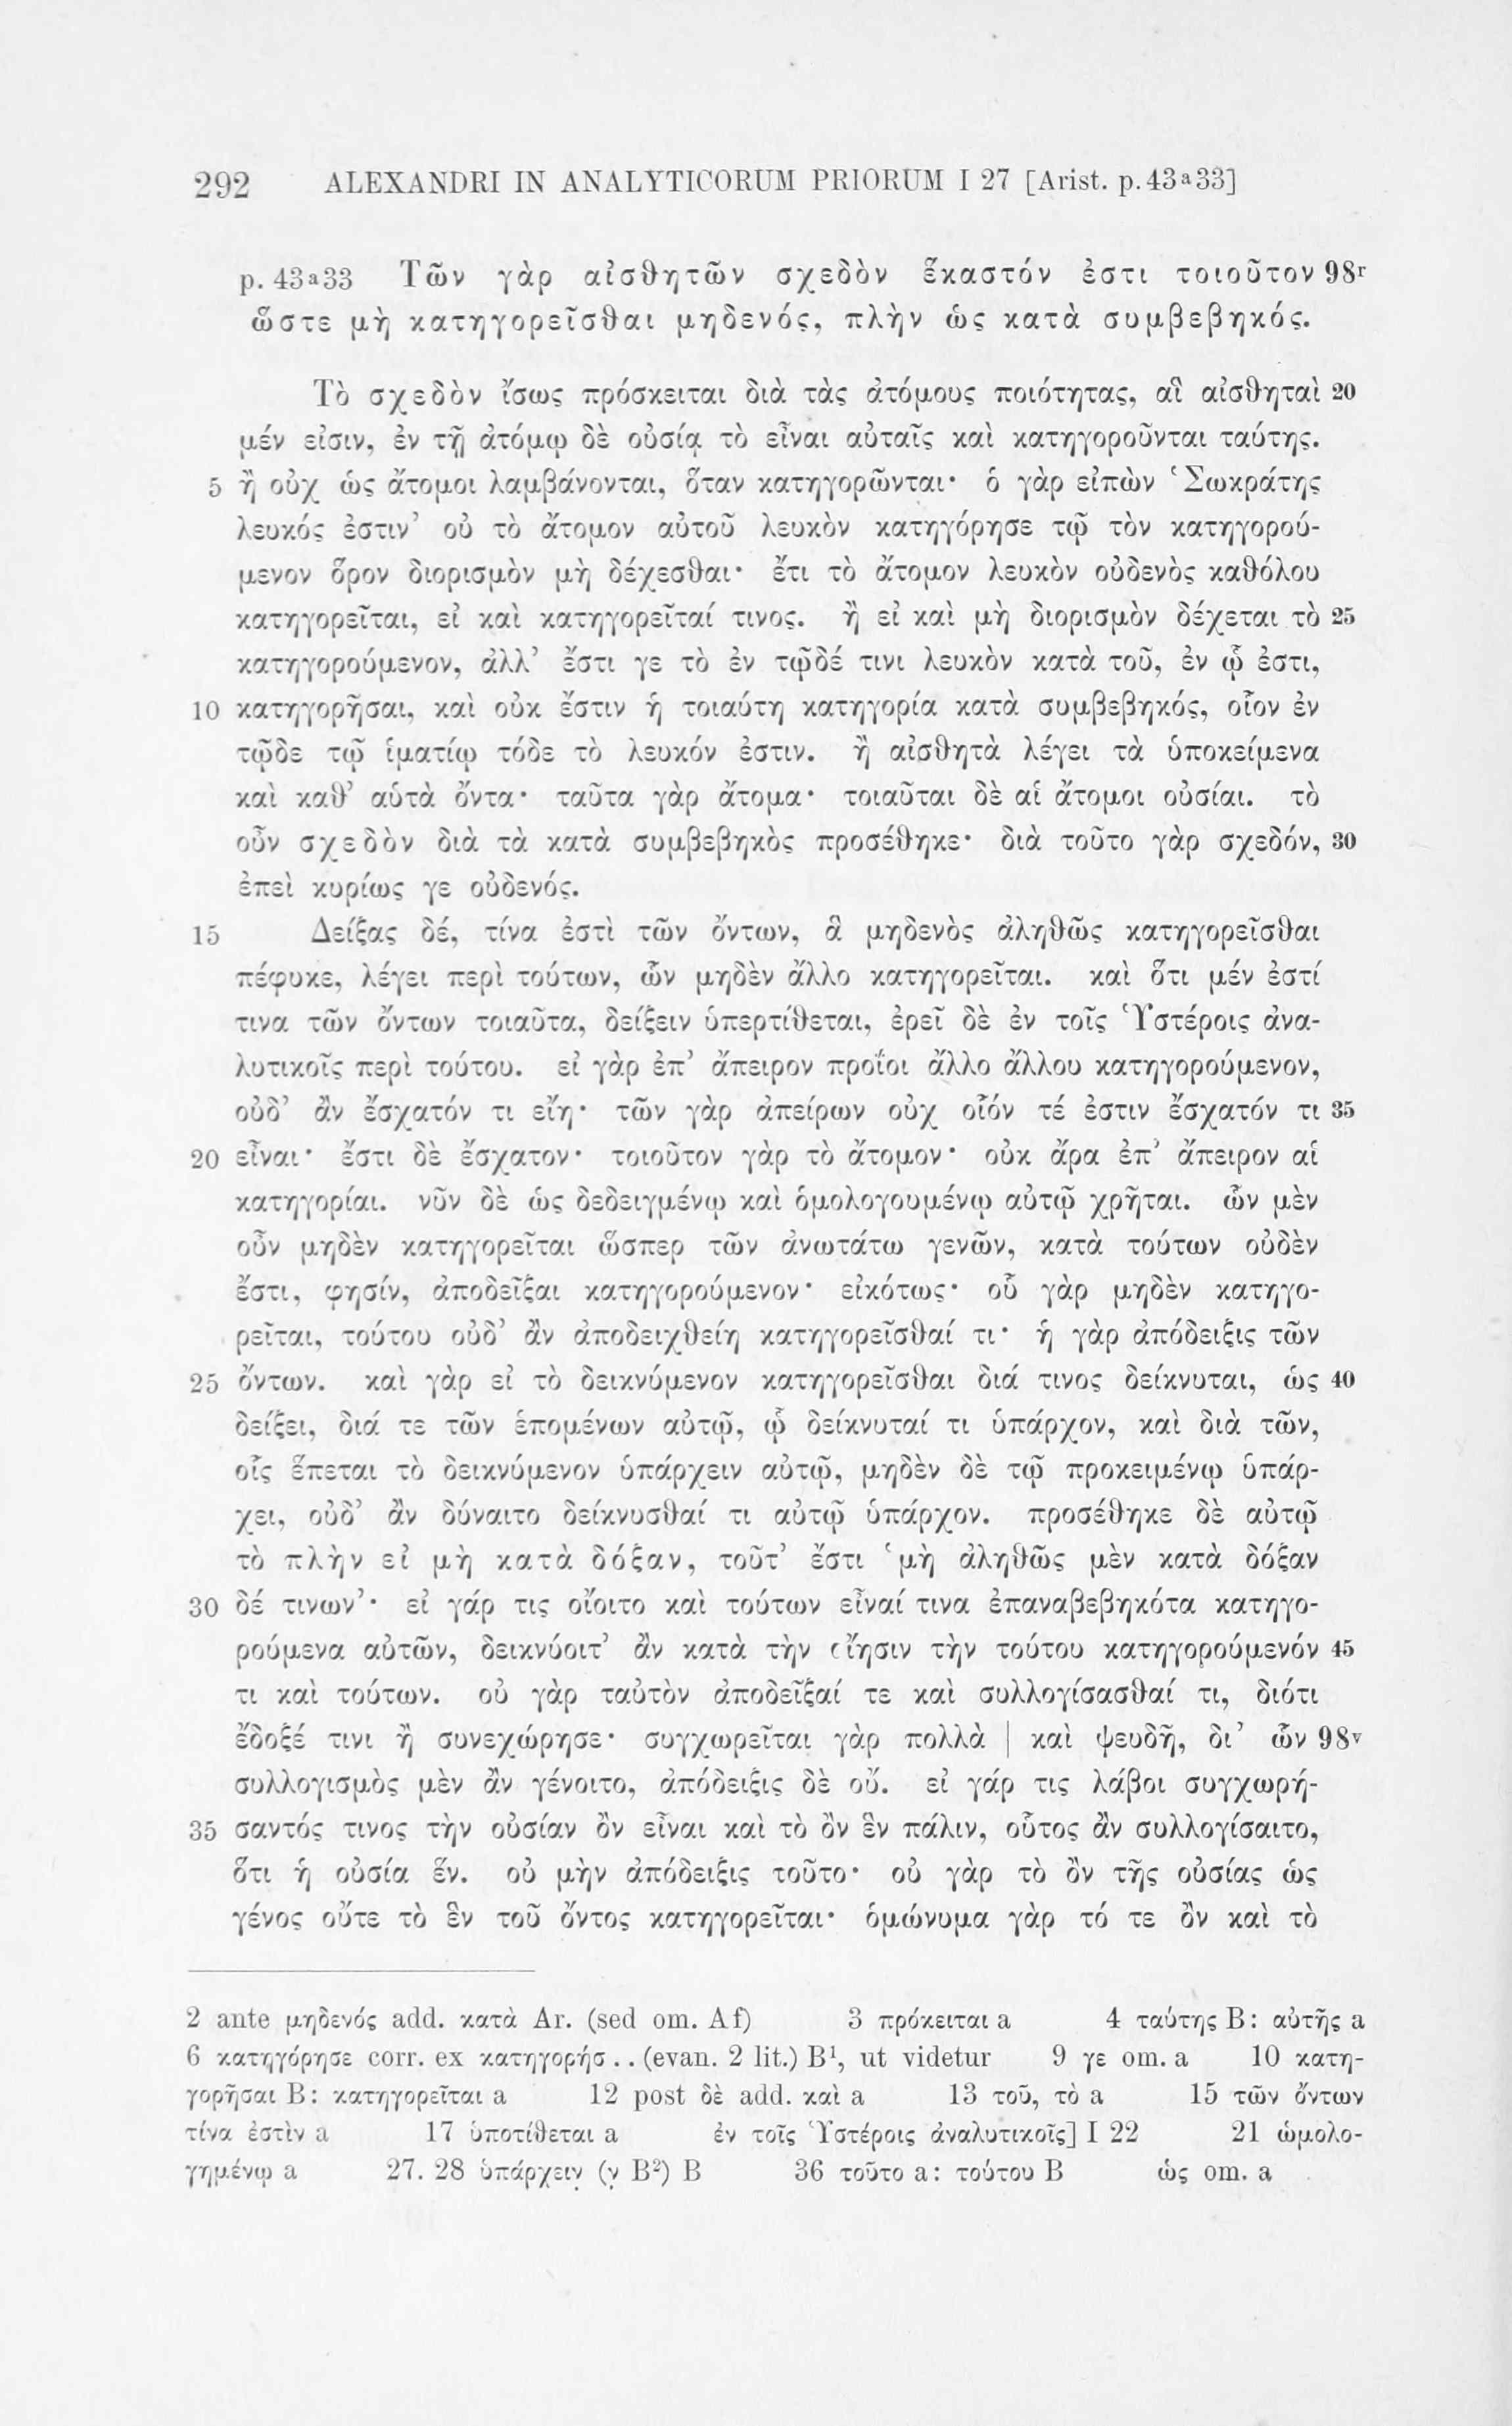 292 ALEXANDRI IN ANALYTICORUM PRIORUM I 27 [Arist. p. 43ª33]
p. 43ª33 Τῶν γὰρ αἰσθητῶν σχεδὸν ἕκαστόν ἐστι τοιοῦτον 98ʳ
ὥστε μὴ κατηγορεῖσθαι μηδενός, πλὴν ὡς κατὰ συμβεβηκός.
Τὸ σχεδὸν ἴσως πρόσκειται διὰ τὰς ἀτόμους ποιότητας, αἳ αἰσθηταὶ 20
μέν εἰσιν, ἐν τῇ ἀτόμῳ δὲ οὐσίᾳ τὸ εἶναι αὐταῖς καὶ κατηγοροῦνται ταύτης.
5 ἢ οὐχ ὡς ἄτομοι λαμβάνονται, ὅταν κατηγορῶνται· ὁ γὰρ εἰπὼν ‘Σωκράτης
λευκός ἐστιν’ οὐ τὸ ἄτομον αὐτοῦ λευκὸν κατηγόρησε τῷ τὸν κατηγορού-
μενον ὅρον διορισμὸν μὴ δέχεσθαι· ἔτι τὸ ἄτομον λευκὸν οὐδενὸς καθόλου
κατηγορεῖται, εἰ καὶ κατηγορεῖταί τινος. ἢ εἰ καὶ μὴ διορισμὸν δέχεται τὸ 25
κατηγορούμενον, ἀλλ’ ἔστι γε τὸ ἐν τῷδέ τινι λευκὸν κατὰ τοῦ, ἐν ᾧ ἐστι,
10 κατηγορῆσαι, καὶ οὐκ ἔστιν ἡ τοιαύτη κατηγορία κατὰ συμβεβηκός, οἷον ἐν
τῷδε τῷ ἱματίῳ τόδε τὸ λευκόν ἐστιν. ἢ αἰσθητὰ λέγει τὰ ὑποκείμενα
καὶ καθ’ αὑτὰ ὄντα· ταῦτα γὰρ ἄτομα· τοιαῦται δὲ αἱ ἄτομοι οὐσίαι. τὸ
οὖν σχεδὸν διὰ τὰ κατὰ συμβεβηκὸς προσέθηκε· διὰ τοῦτο γὰρ σχεδόν, 30
ἐπεὶ κυρίως γε οὐδενός.
15 Δείξας δέ, τίνα ἐστὶ τῶν ὄντων, ἃ μηδενὸς ἀληθῶς κατηγορεῖσθαι
πέφυκε, λέγει περὶ τούτων, ὧν μηδὲν ἄλλο κατηγορεῖται. καὶ ὅτι μέν ἐστί
τινα τῶν ὄντων τοιαῦτα, δείξειν ὑπερτίθεται, ἐρεῖ δὲ ἐν τοῖς Ὑστέροις ἀνα-
λυτικοῖς περὶ τούτου. εἰ γὰρ ἐπ’ ἄπειρον προΐοι ἄλλο ἄλλου κατηγορούμενον,
οὐδ’ ἂν ἔσχατόν τι εἴη· τῶν γὰρ ἀπείρων οὐχ οἷόν τέ ἐστιν ἔσχατόν τι 35
20 εἶναι· ἔστι δὲ ἔσχατον· τοιοῦτον γὰρ τὸ ἄτομον· οὐκ ἄρα ἐπ’ ἄπειρον αἱ
κατηγορίαι. νῦν δὲ ὡς δεδειγμένῳ καὶ ὁμολογουμένῳ αὐτῷ χρῆται. ὧν μὲν
οὖν μηδὲν κατηγορεῖται ὥσπερ τῶν ἀνωτάτω γενῶν, κατὰ τούτων οὐδὲν
ἔστι, φησίν, ἀποδεῖξαι κατηγορούμενον· εἰκότως· οὗ γὰρ μηδὲν κατηγο-
ρεῖται, τούτου οὐδ’ ἂν ἀποδειχθείη κατηγορεῖσθαί τι· ἡ γὰρ ἀπόδειξις τῶν
25 ὄντων. καὶ γὰρ εἰ τὸ δεικνύμενον κατηγορεῖσθαι διά τινος δείκνυται, ὡς 40
δείξει, διά τε τῶν ἑπομένων αὐτῷ, ᾧ δείκνυταί τι ὑπάρχον, καὶ διὰ τῶν,
οἷς ἕπεται τὸ δεικνύμενον ὑπάρχειν αὐτῷ, μηδὲν δὲ τῷ προκειμένῳ ὑπάρ-
χει, οὐδ’ ἂν δύναιτο δείκνυσθαί τι αὐτῷ ὑπάρχον. προσέθηκε δὲ αὐτῷ
τὸ πλὴν εἰ μὴ κατὰ δόξαν, τοῦτ’ ἔστι ‘μὴ ἀληθῶς μὲν κατὰ δόξαν
30 δέ τινων’· εἰ γάρ τις οἴοιτο καὶ τούτων εἶναί τινα ἐπαναβεβηκότα κατηγο-
ρούμενα αὐτῶν, δεικνύοιτ’ ἂν κατὰ τὴν οἴησιν τὴν τούτου κατηγορούμενόν 45
τι καὶ τούτων. οὐ γὰρ ταὐτὸν ἀποδεῖξαί τε καὶ συλλογίσασθαί τι, διότι
ἔδοξέ τινι ἢ συνεχώρησε· συγχωρεῖται γὰρ πολλὰ | καὶ ψευδῆ, δι’ ὧν 98ᵛ
συλλογισμὸς μὲν ἂν γένοιτο, ἀπόδειξις δὲ οὔ. εἰ γάρ τις λάβοι συγχωρή-
35 σαντός τινος τὴν οὐσίαν ὂν εἶναι καὶ τὸ ὂν ἓν πάλιν, οὗτος ἂν συλλογίσαιτο,
ὅτι ἡ οὐσία ἕν. οὐ μὴν ἀπόδειξις τοῦτο· οὐ γὰρ τὸ ὂν τῆς οὐσίας ὡς
γένος οὔτε τὸ ἓν τοῦ ὄντος κατηγορεῖται· ὁμώνυμα γὰρ τό τε ὂν καὶ τὸ
2 ante μηδενός add. κατὰ Ar. (sed om. A f) 3 πρόκειται a 4 ταύτης B: αὐτῆς a
6 κατηγόρησε corr. ex κατηγορήσ . . (evan. 2 lit.) B¹, ut videtur 9 γε om. a 10 κατη-
γορῆσαι B: κατηγορεῖται a 12 post δὲ add. καὶ a 13 τοῦ, τὸ a 15 τῶν ὄντων
τίνα ἐστὶν a 17 ὑποτίθεται a ἐν τοῖς Ὑστέροις ἀναλυτικοῖς] I 22 21 ὡμολο-
γημένῳ a 27. 28 ὑπάρχειν (ν B²) B 36 τοῦτο a: τούτου B ὡς om. a